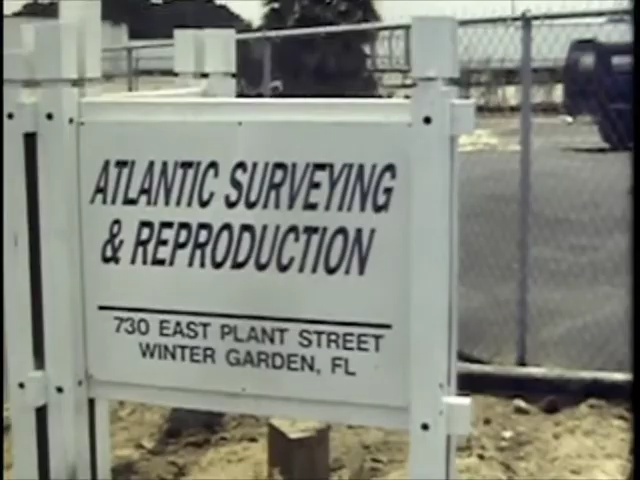 ATLANTIC SURVEYING
& REPRODUCTION
730 EAST PLANT STREET
WINTER GARDEN, FL